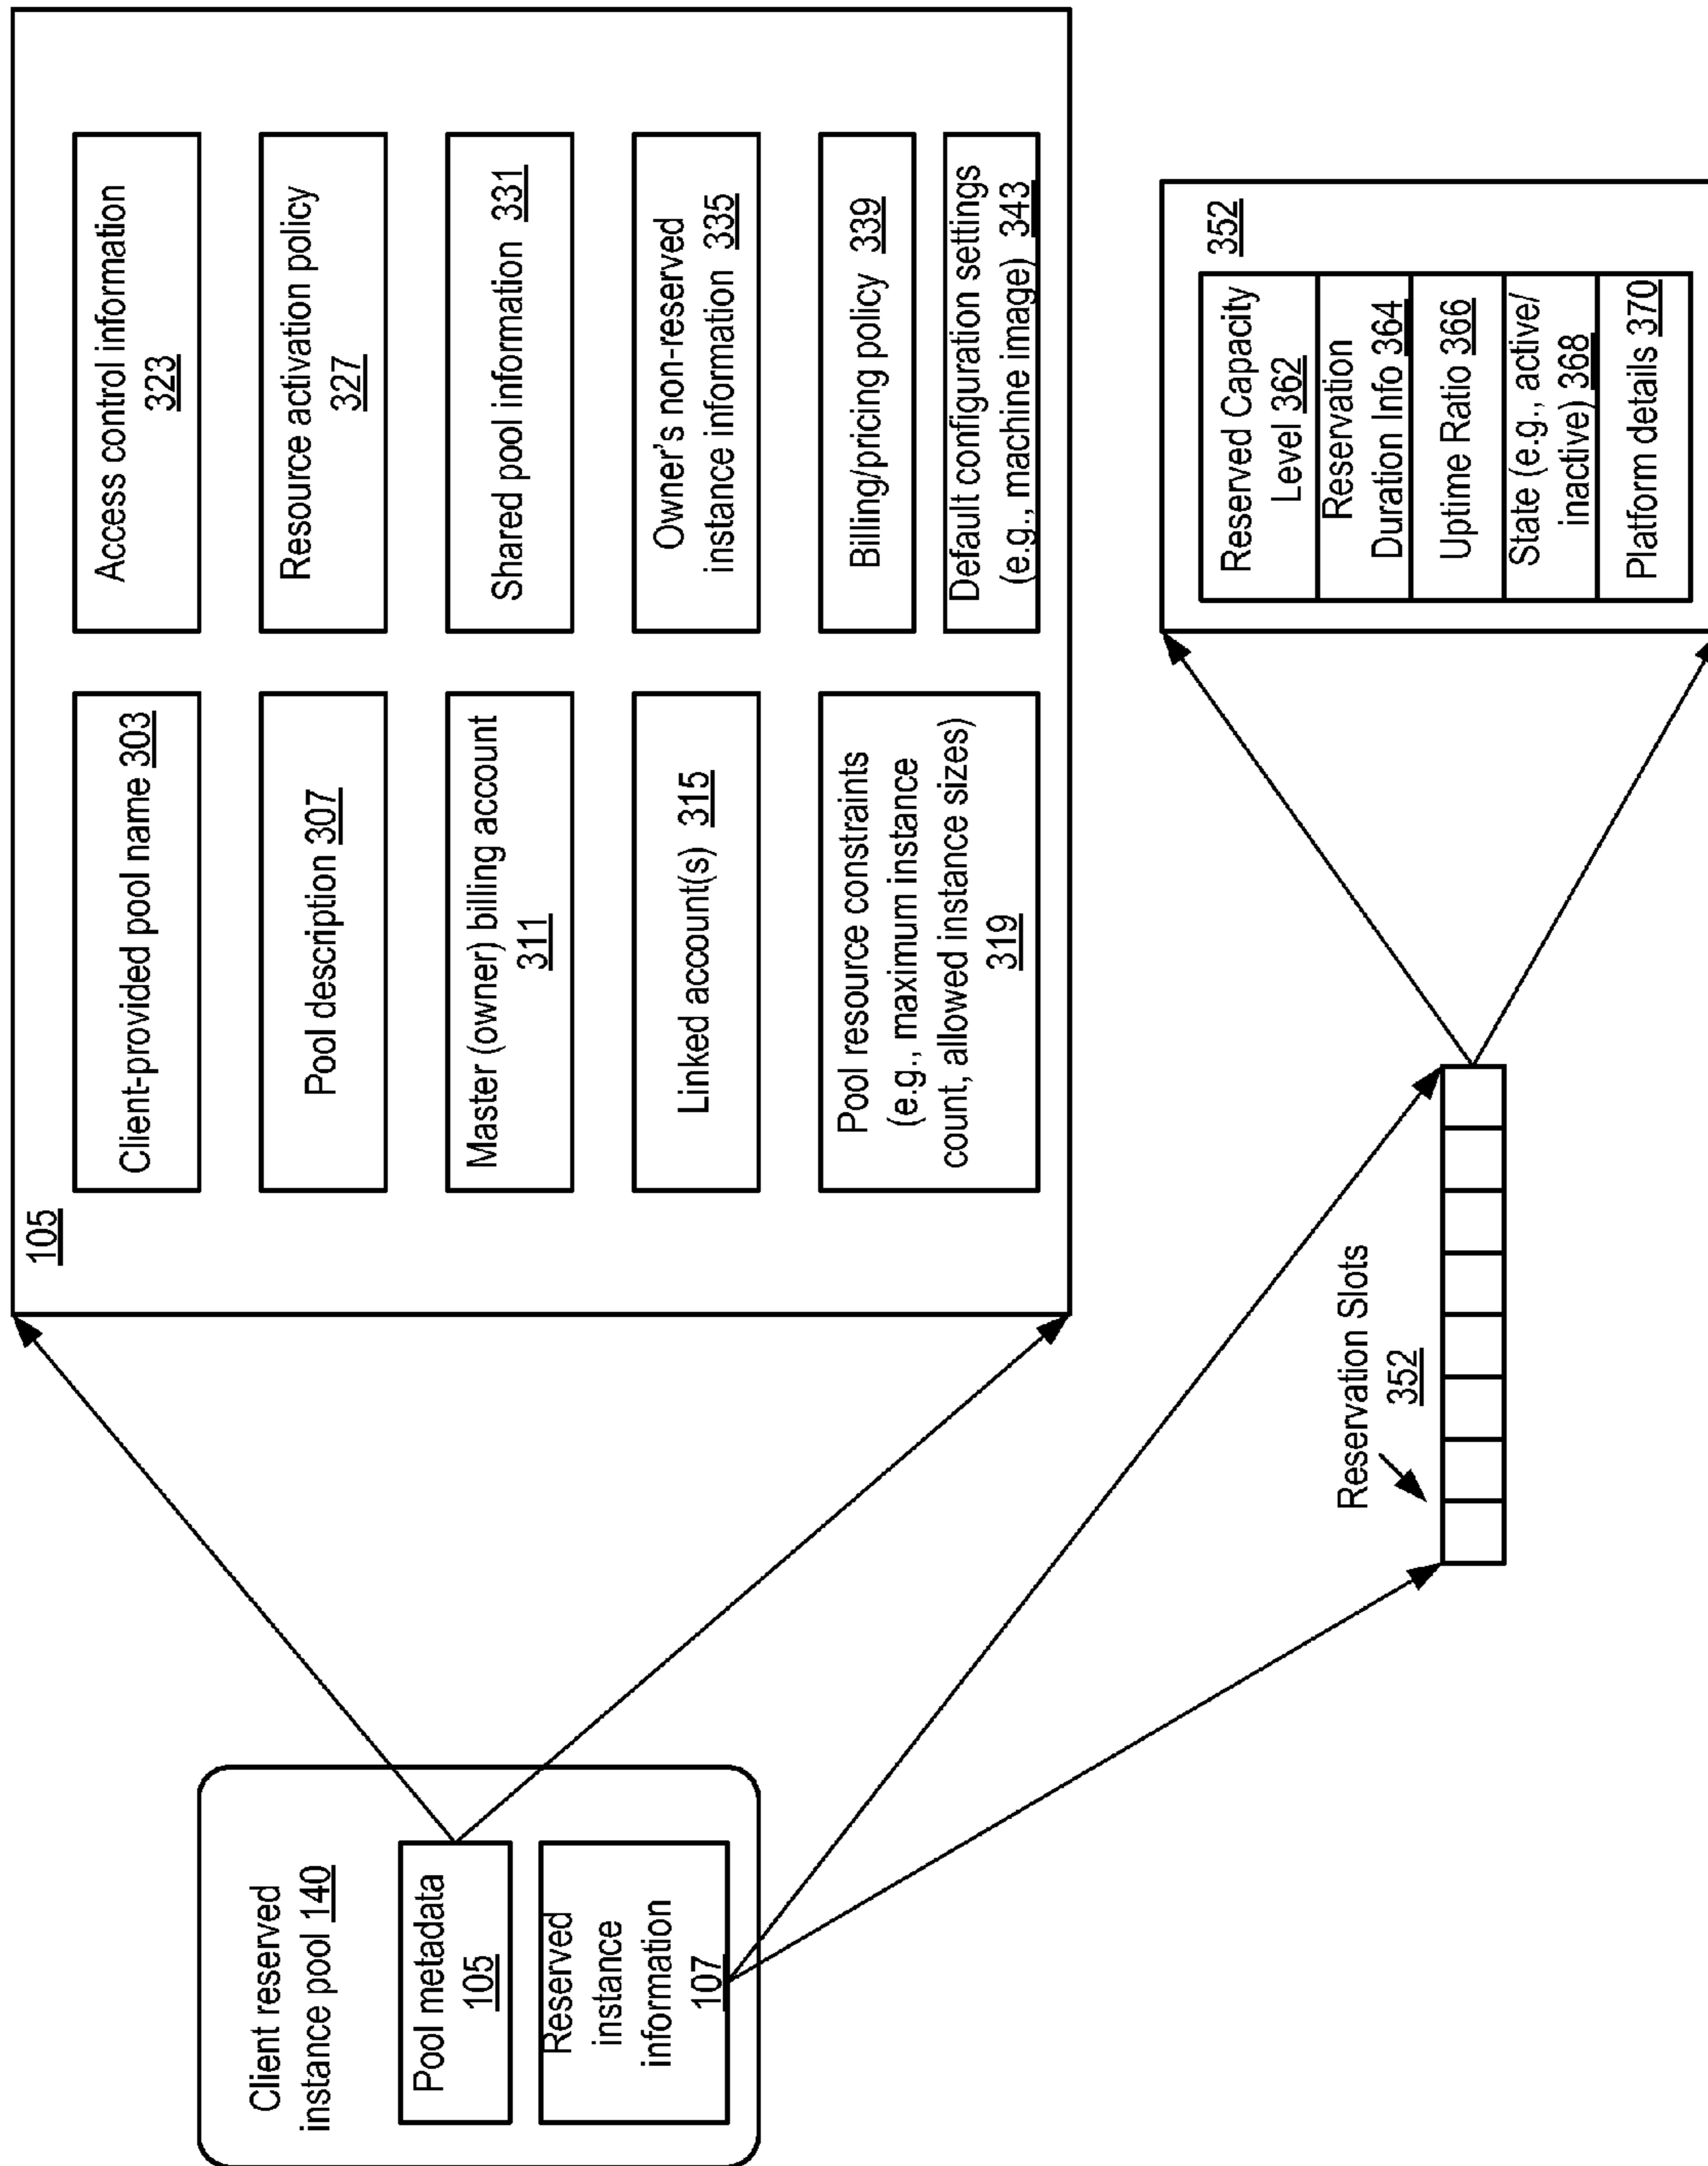 Client reserved
instance pool 140
Pool metadata
105
Reserved
instance
information
107
105
Client-provided pool name 303
Pool description 307
Master (owner) billing account
311
Linked account(s) 315
Pool resource constraints
(e.g., maximum instance
count, allowed instance sizes)
319
Access control information
323
Resource activation policy
327
Shared pool information 331
Owner's non-reserved
instance information 335
Billing/pricing policy 339
Default configuration settings
(e.g., machine image) 343
Reservation Slots
352
352
Reserved Capacity
Level 362
Reservation
Duration Info 364
Uptime Ratio 366
State (e.g., active/
inactive) 368
Platform details 370